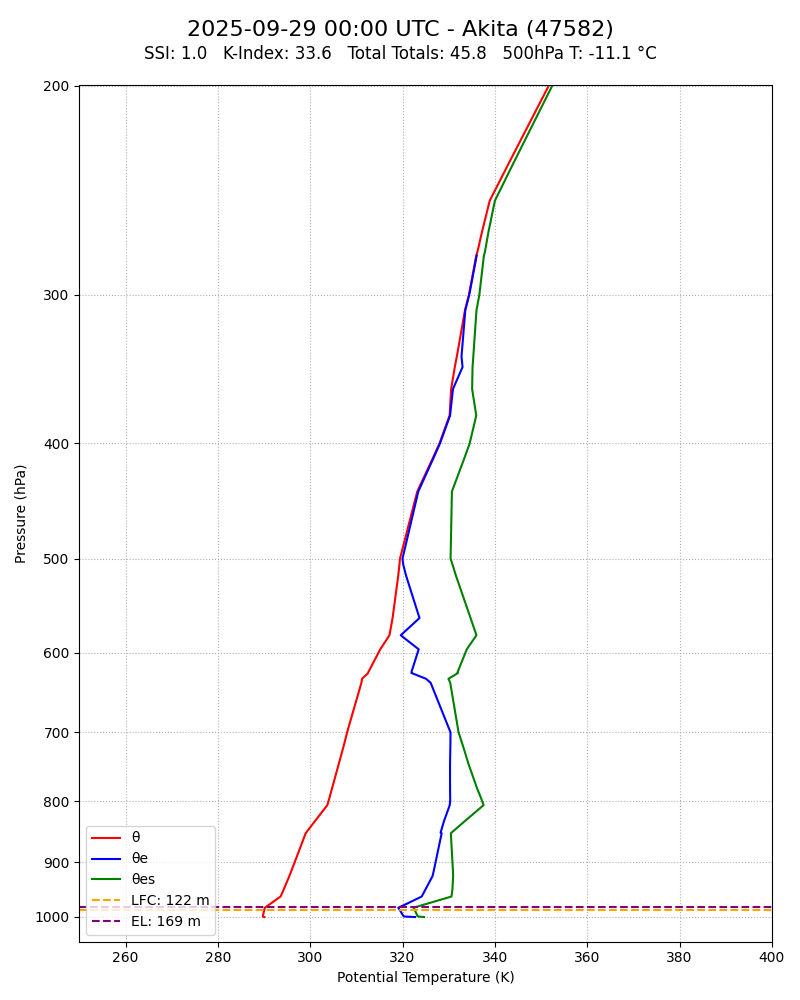 2025-09-29 00:00 UTC - Akita (47582)
SSI: 1.0 K-Index: 33.6 Total Totals: 45.8 500hPa T: -11.1 °C
200
300
400
500
600
700
800
900
1000
Pressure (hPa)
θ
θe
θes
LFC: 122 m
EL: 169 m
260 280 300 320 340 360 380 400
Potential Temperature (K)